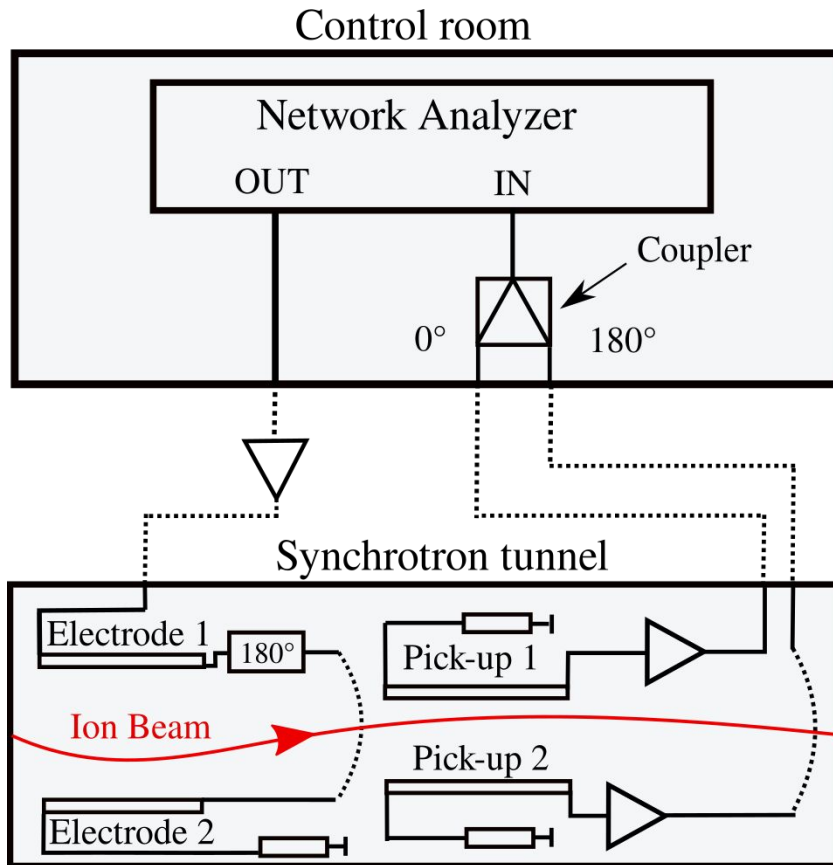 Control room
Network Analyzer
OUT
IN
Coupler
0°
180°
Synchrotron tunnel
Electrode 1
180°
Pick-up 1
Ion Beam
Pick-up 2
Electrode 2